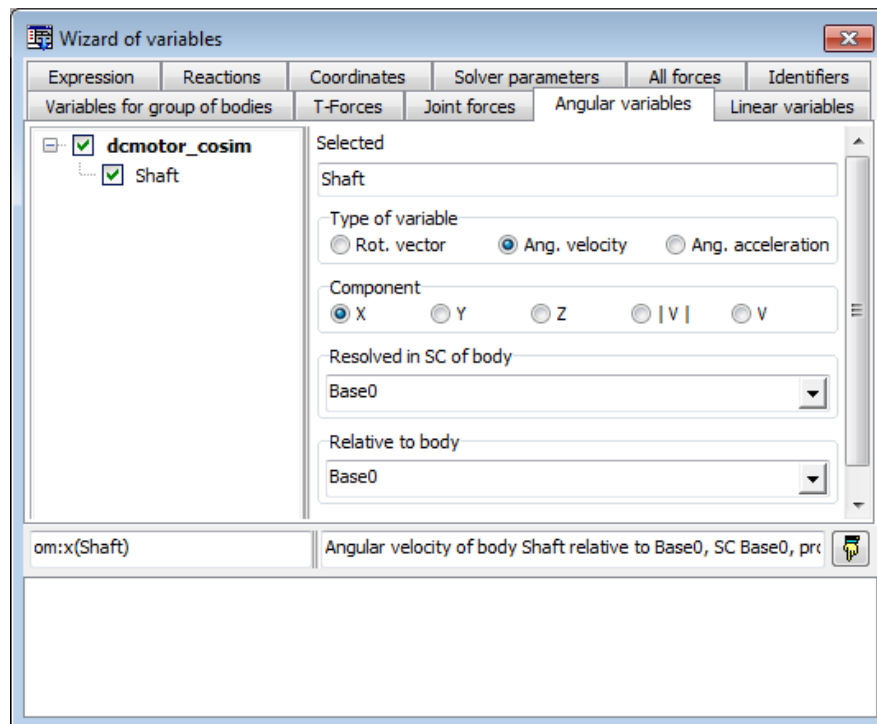 Wizard of variables
Expression Reactions Coordinates Solver parameters All forces Identifiers
Variables for group of bodies T-Forces Joint forces Angular variables Linear variables
dcmotor_cosim
Shaft
Selected
Shaft
Type of variable
Rot. vector Ang. velocity Ang. acceleration
Component
X Y Z | V | V
Resolved in SC of body
Base0
Relative to body
Base0
om:x(Shaft) Angular velocity of body Shaft relative to Base0, SC Base0, pro